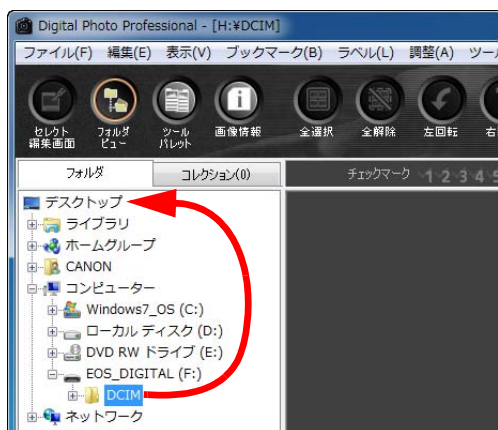 Digital Photo Professional - [H:¥DCIM]
ファイル(F) 編集(E) 表示(V) ブックマーク(B) ラベル(L) 調整(A) ツール
セレクト編集画面 フォルダビュー ツールパレット 画像情報 全選択 全解除 左回転 右
フォルダ コレクション(0) チェックマーク 1 2 3 4 5
デスクトップ
ライブラリ
ホームグループ
CANON
コンピューター
Windows7_OS (C:)
ローカル ディスク (D:)
DVD RW ドライブ (E:)
EOS_DIGITAL (F:)
DCIM
ネットワーク